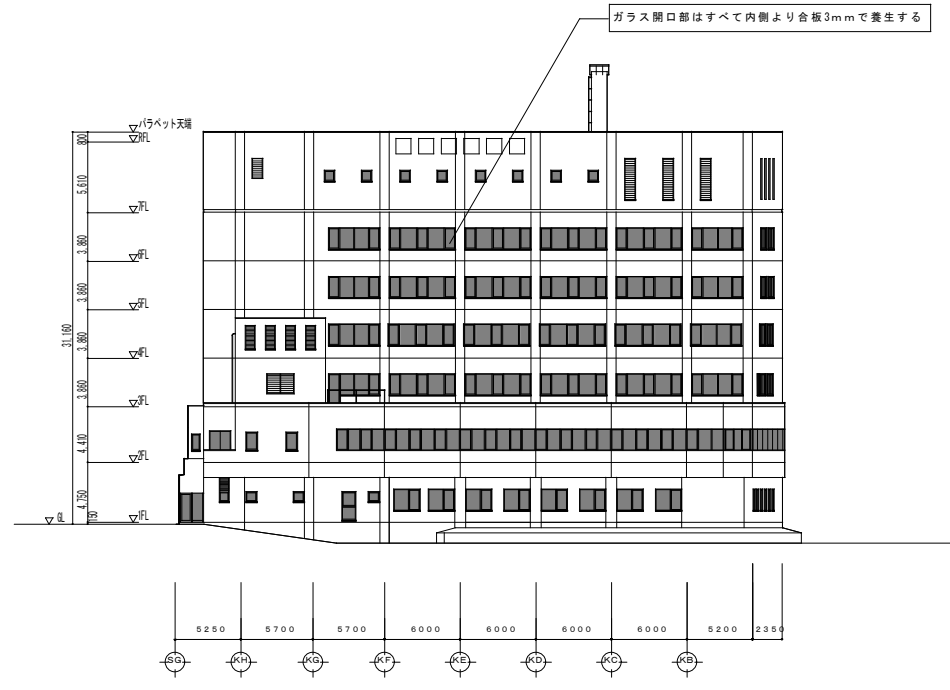 ガラス開口部はすべて内側より合板3mmで養生する
パラペット天端
RFL
800
5,610
7FL
3,860
6FL
3,860
5FL
31,160
3,860
4FL
3,860
3FL
4,410
2FL
4,750
150
1FL
GL
5250 5700 5700 6000 6000 6000 6000 5200 2350
SG KH KG KF KE KD KC KB